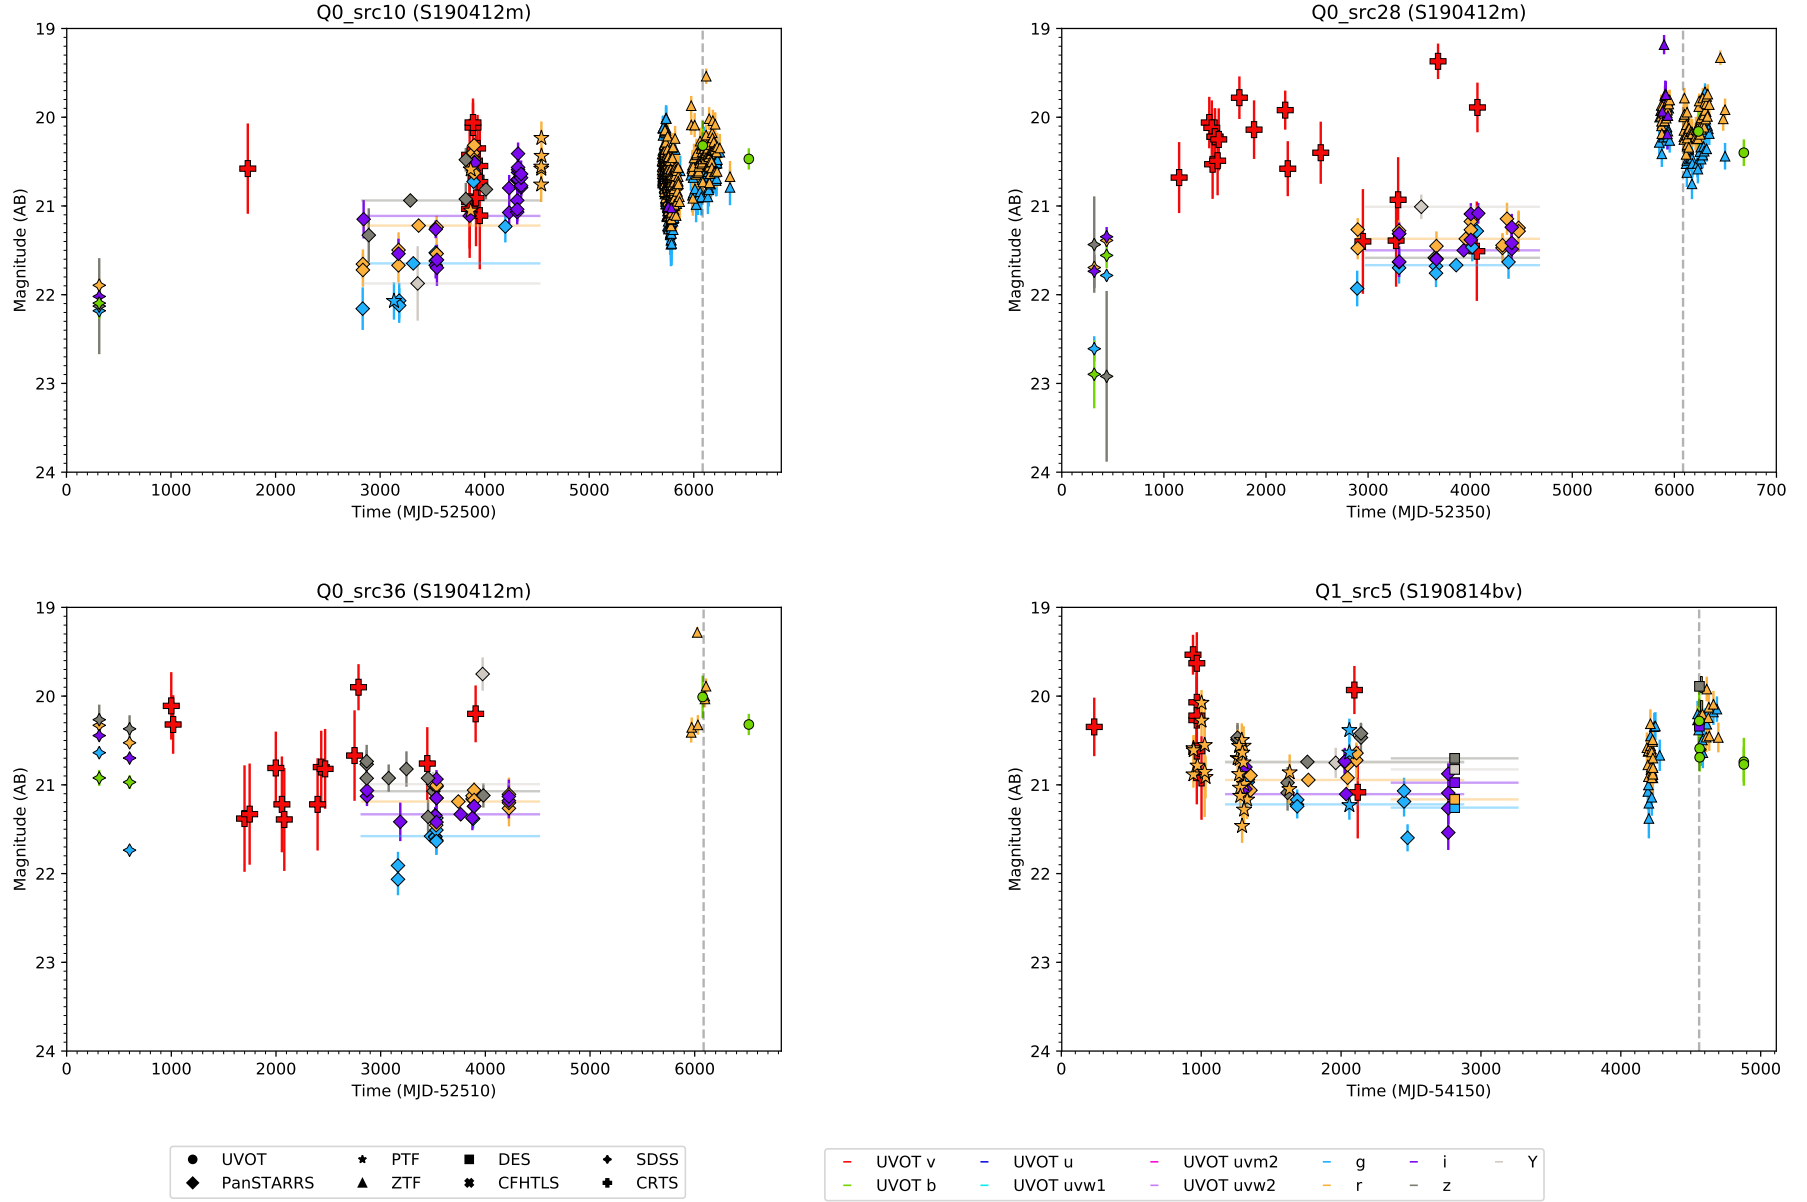 Q0_src10 (S190412m)
19
20
21
22
23
24
Magnitude (AB)
0 1000 2000 3000 4000 5000 6000
Time (MJD-52500)
Q0_src28 (S190412m)
19
20
21
22
23
24
Magnitude (AB)
0 1000 2000 3000 4000 5000 6000 700
Time (MJD-52350)
Q0_src36 (S190412m)
19
20
21
22
23
24
Magnitude (AB)
0 1000 2000 3000 4000 5000 6000
Time (MJD-52510)
Q1_src5 (S190814bv)
19
20
21
22
23
24
Magnitude (AB)
0 1000 2000 3000 4000 5000
Time (MJD-54150)
UVOT PTF DES SDSS
PanSTARRS ZTF CFHTLS CRTS
UVOT v UVOT u UVOT uvm2 g i Y
UVOT b UVOT uvw1 UVOT uvw2 r z